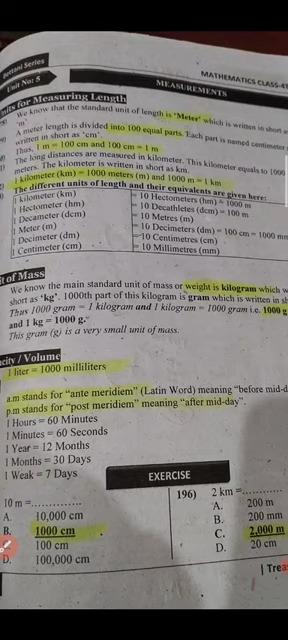 Series
Unit No: 5
MATHEMATICS CLASS-4
MEASUREMENTS
Units for Measuring Length
We know that the standard unit of length is 'Meter' which is written in short
'm'
A meter length is divided into 100 equal parts. Each part is named centimeter
written in short as 'cm'.
Thus, 1 m = 100 cm and 100 cm = 1 m
The long distances are measured in kilometer. This kilometer equals to 1000
meters. The kilometer is written in short as km.
1 kilometer (km) = 1000 meters (m) and 1000 m = 1 km
The different units of length and their equivalents are given here:
1 kilometer (km) = 10 Hectometers (hm) = 1000 m
1 Hectometer (hm) = 10 Decathletes (dcm) = 100 m
1 Decameter (dcm) = 10 Metres (m)
1 Meter (m) = 10 Decimeters (dm) = 100 cm = 1000 mm
1 Decimeter (dm) = 10 Centimetres (cm)
1 Centimeter (cm) = 10 Millimetres (mm)
it of Mass
We know the main standard unit of mass or weight is kilogram which
short as 'kg'. 1000th part of this kilogram is gram which is written in sh
Thus 1000 gram = 1 kilogram and 1 kilogram = 1000 gram i.e. 1000 g
and 1 kg = 1000 g."
This gram (g) is a very small unit of mass.
city / Volume
1 liter = 1000 milliliters
a.m stands for "ante meridiem" (Latin Word) meaning "before mid-d
p.m stands for "post meridiem" meaning "after mid-day".
1 Hours = 60 Minutes
1 Minutes = 60 Seconds
1 Year = 12 Months
1 Months = 30 Days
1 Weak = 7 Days
EXERCISE
10 m =.............
A. 10,000 cm
B. 1000 cm
100 cm
D. 100,000 cm
196) 2 km =...........
A. 200 m
B. 200 mm
C. 2,000 m
D. 20 cm
| Trea